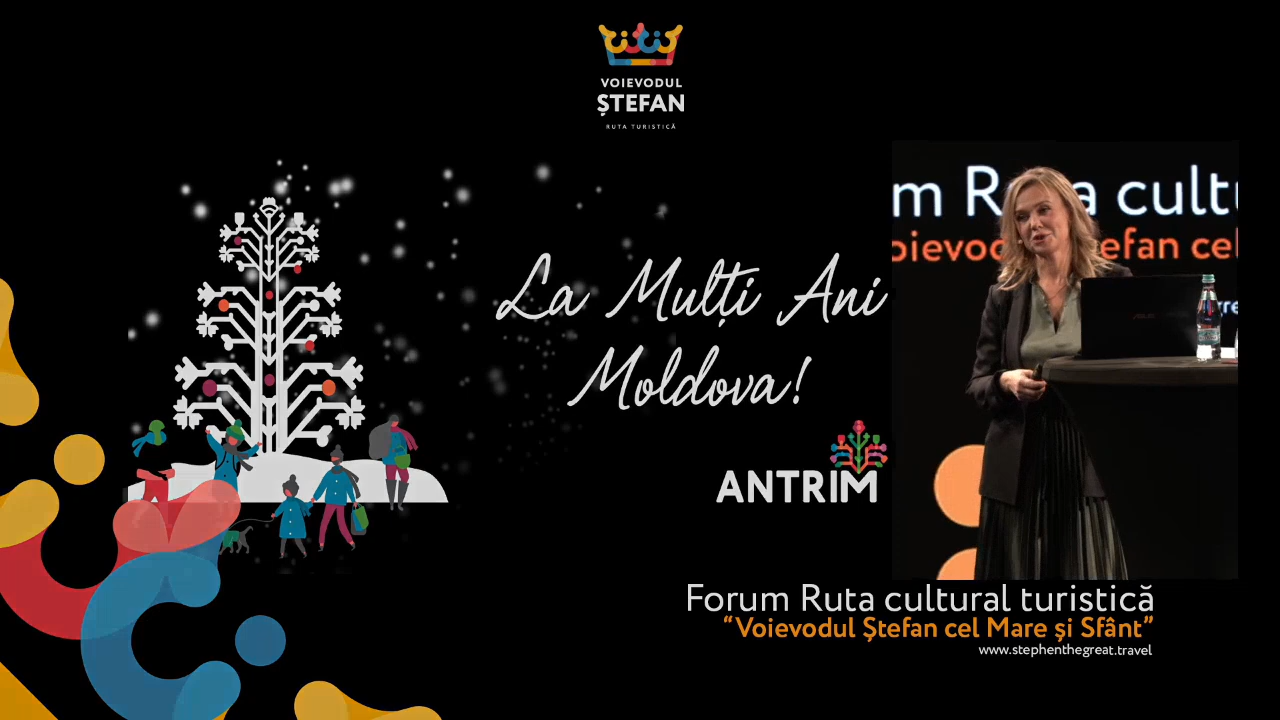 VOIEVODUL
ȘTEFAN
RUTA TURISTICĂ
La Mulți Ani
Moldova!
ANTRIM
m Ruta cultu
oievod Ștefan cel
Forum Ruta cultural turistică
“Voievodul Ștefan cel Mare și Sfânt”
www.stephenthegreat.travel